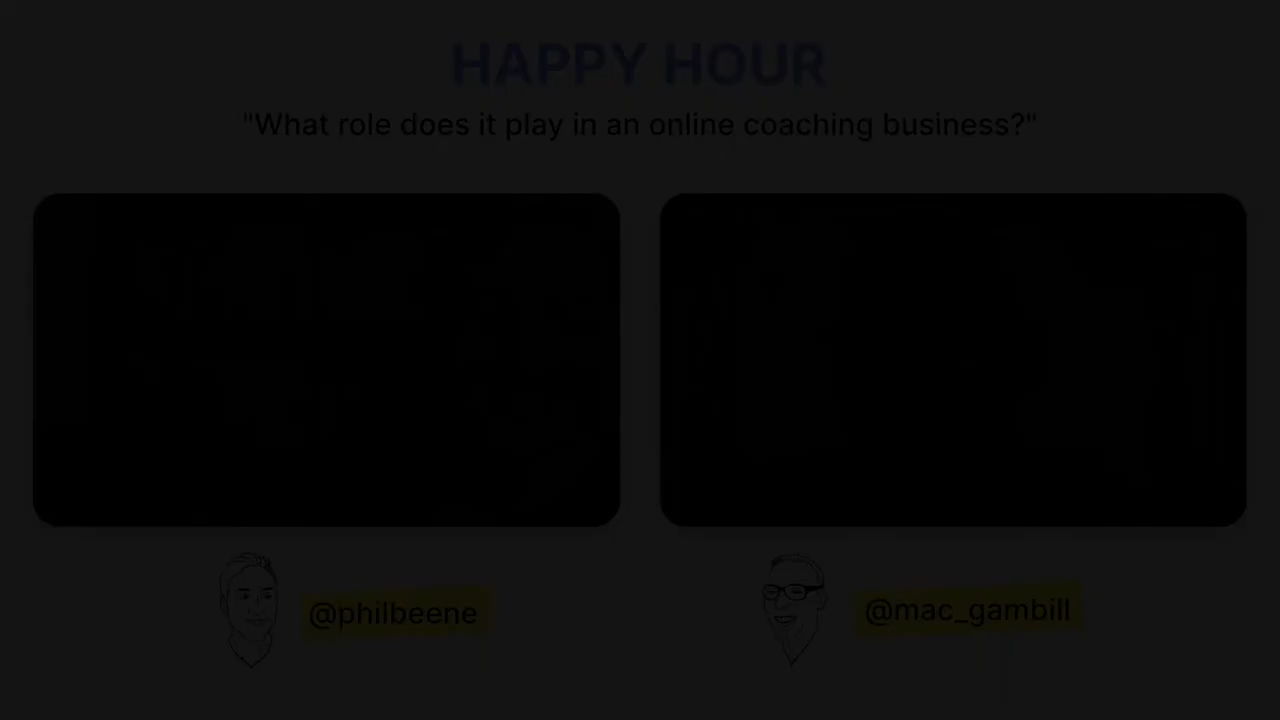 HAPPY HOUR
"What role does it play in an online coaching business?"
@philbeene
@mac_gambill